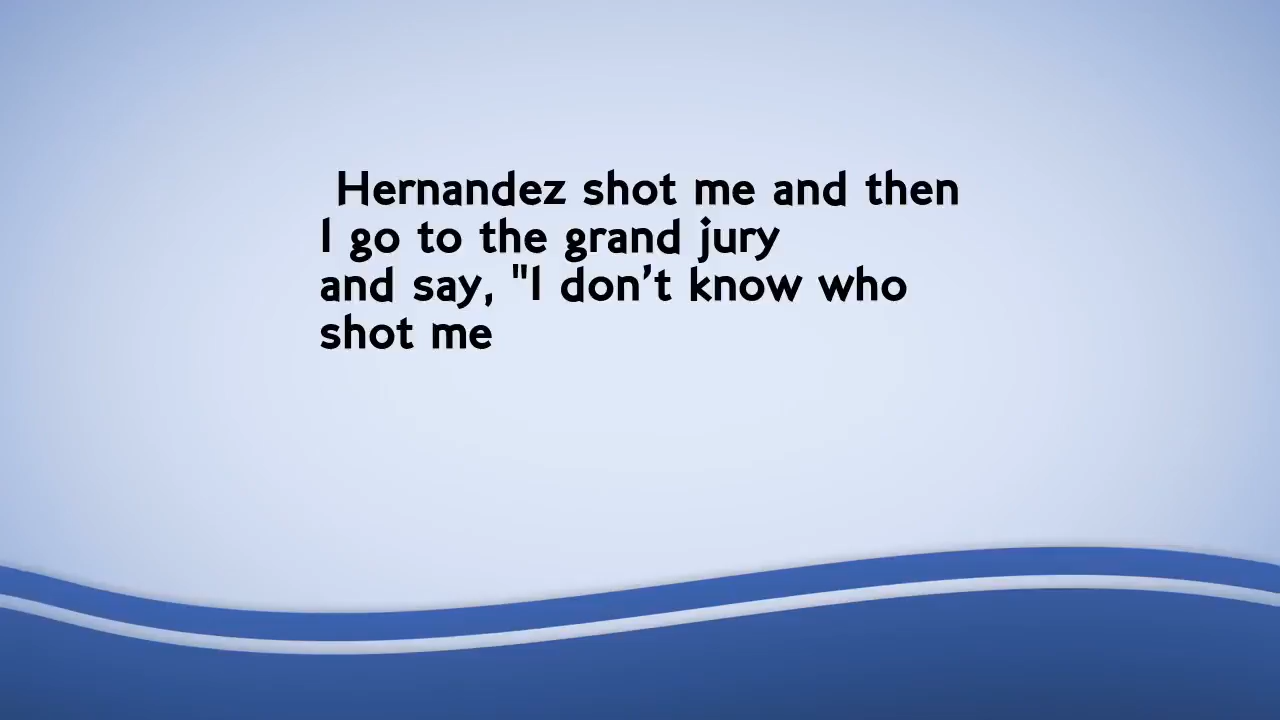 Hernandez shot me and then
I go to the grand jury
and say, "I don’t know who
shot me